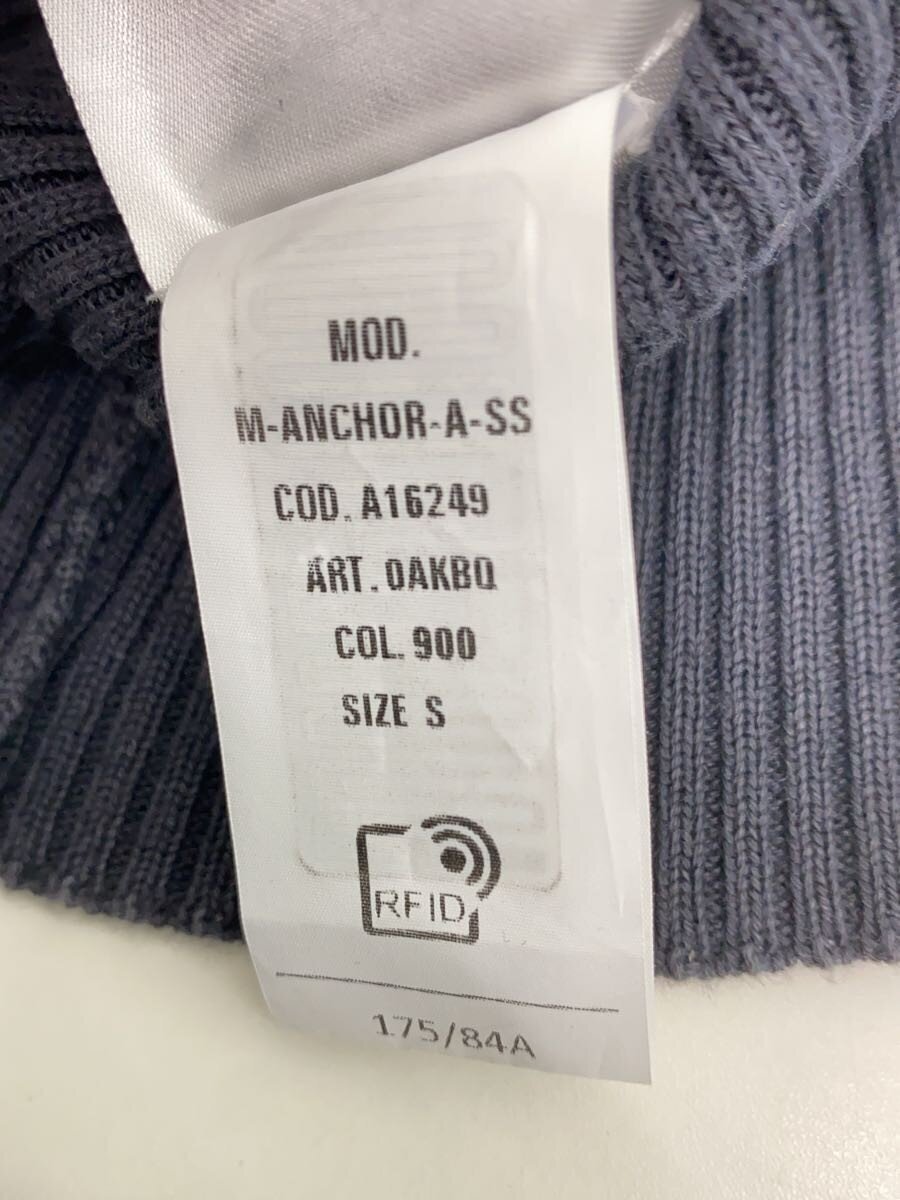 MOD.
M-ANCHOR-A-SS
COD. A16249
ART. 0AKBQ
COL. 900
SIZE S
RFID
175/84A